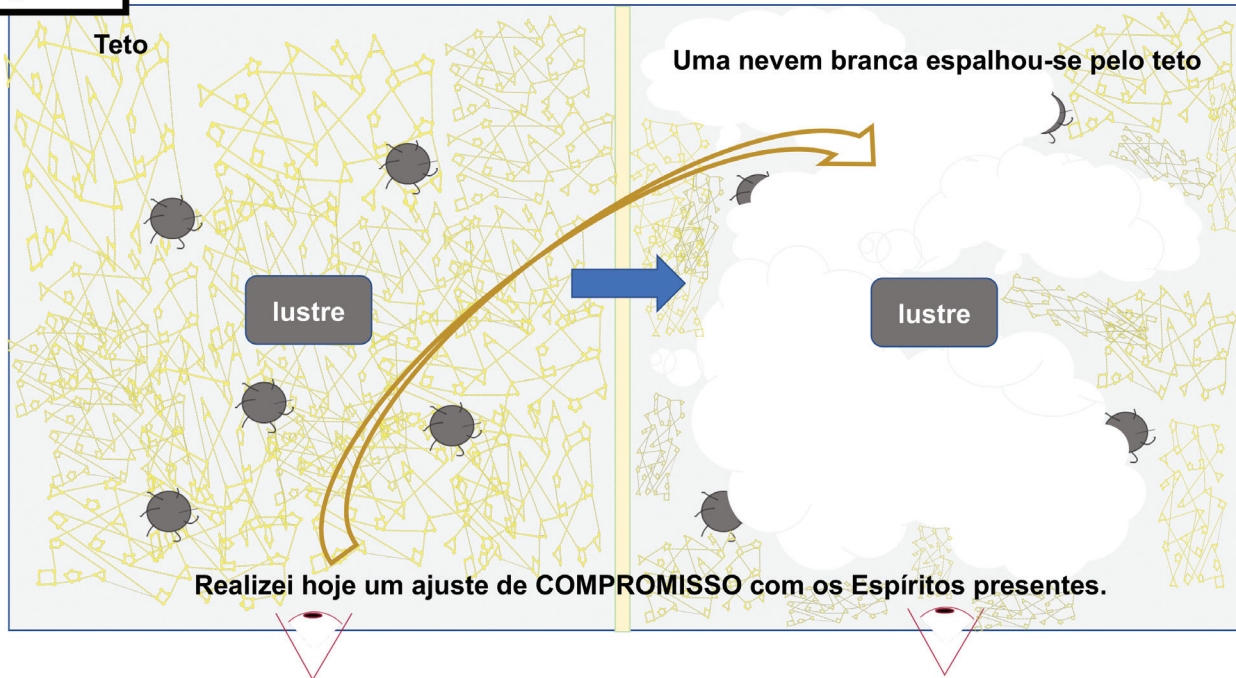 Teto
Uma nevem branca espalhou-se pelo teto
lustre
lustre
Realizei hoje um ajuste de COMPROMISSO com os Espíritos presentes.